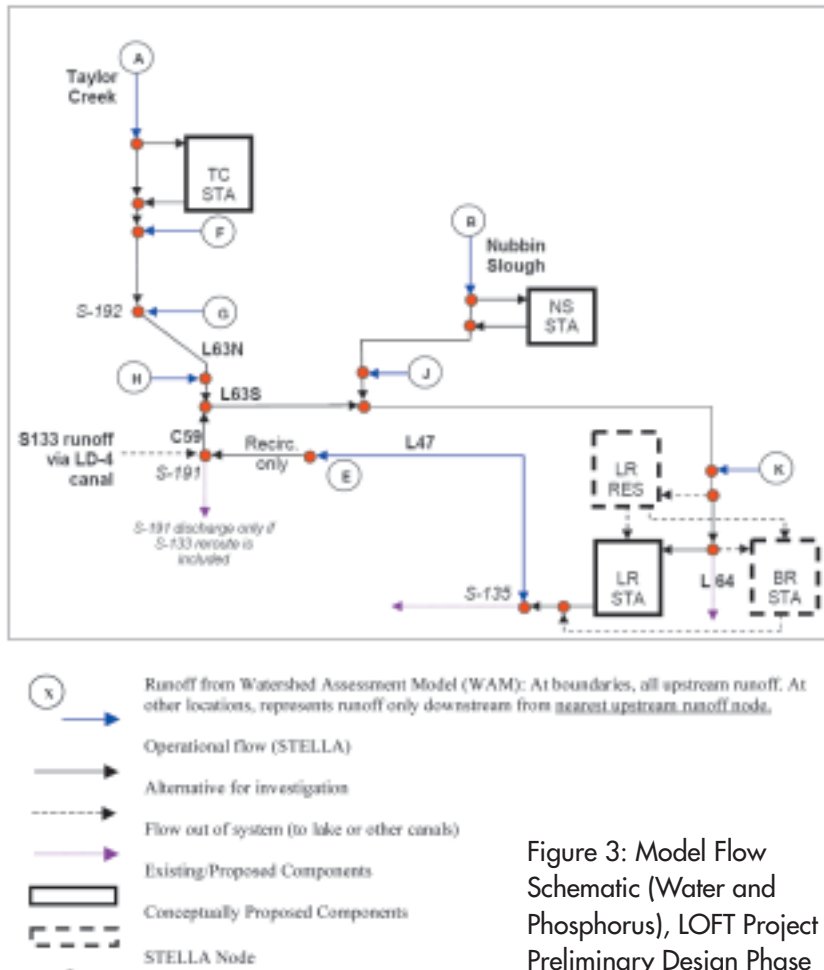 A
Taylor
Creek
TC
STA
F
B
Nubbin
Slough
NS
STA
S-192
G
L63N
H
L63S
J
S133 runoff
via LD-4
canal
C59
S-191
Recirc.
only
L47
E
K
LR
RES
S-191 discharge only if
S-133 reroute is
included
S-135
LR
STA
L 64
BR
STA
X
Runoff from Watershed Assessment Model (WAM): At boundaries, all upstream runoff. At
other locations, represents runoff only downstream from nearest upstream runoff node.
Operational flow (STELLA)
Alternative for investigation
Flow out of system (to lake or other canals)
Existing/Proposed Components
Conceptually Proposed Components
STELLA Node
Figure 3: Model Flow
Schematic (Water and
Phosphorus), LOFT Project
Preliminary Design Phase